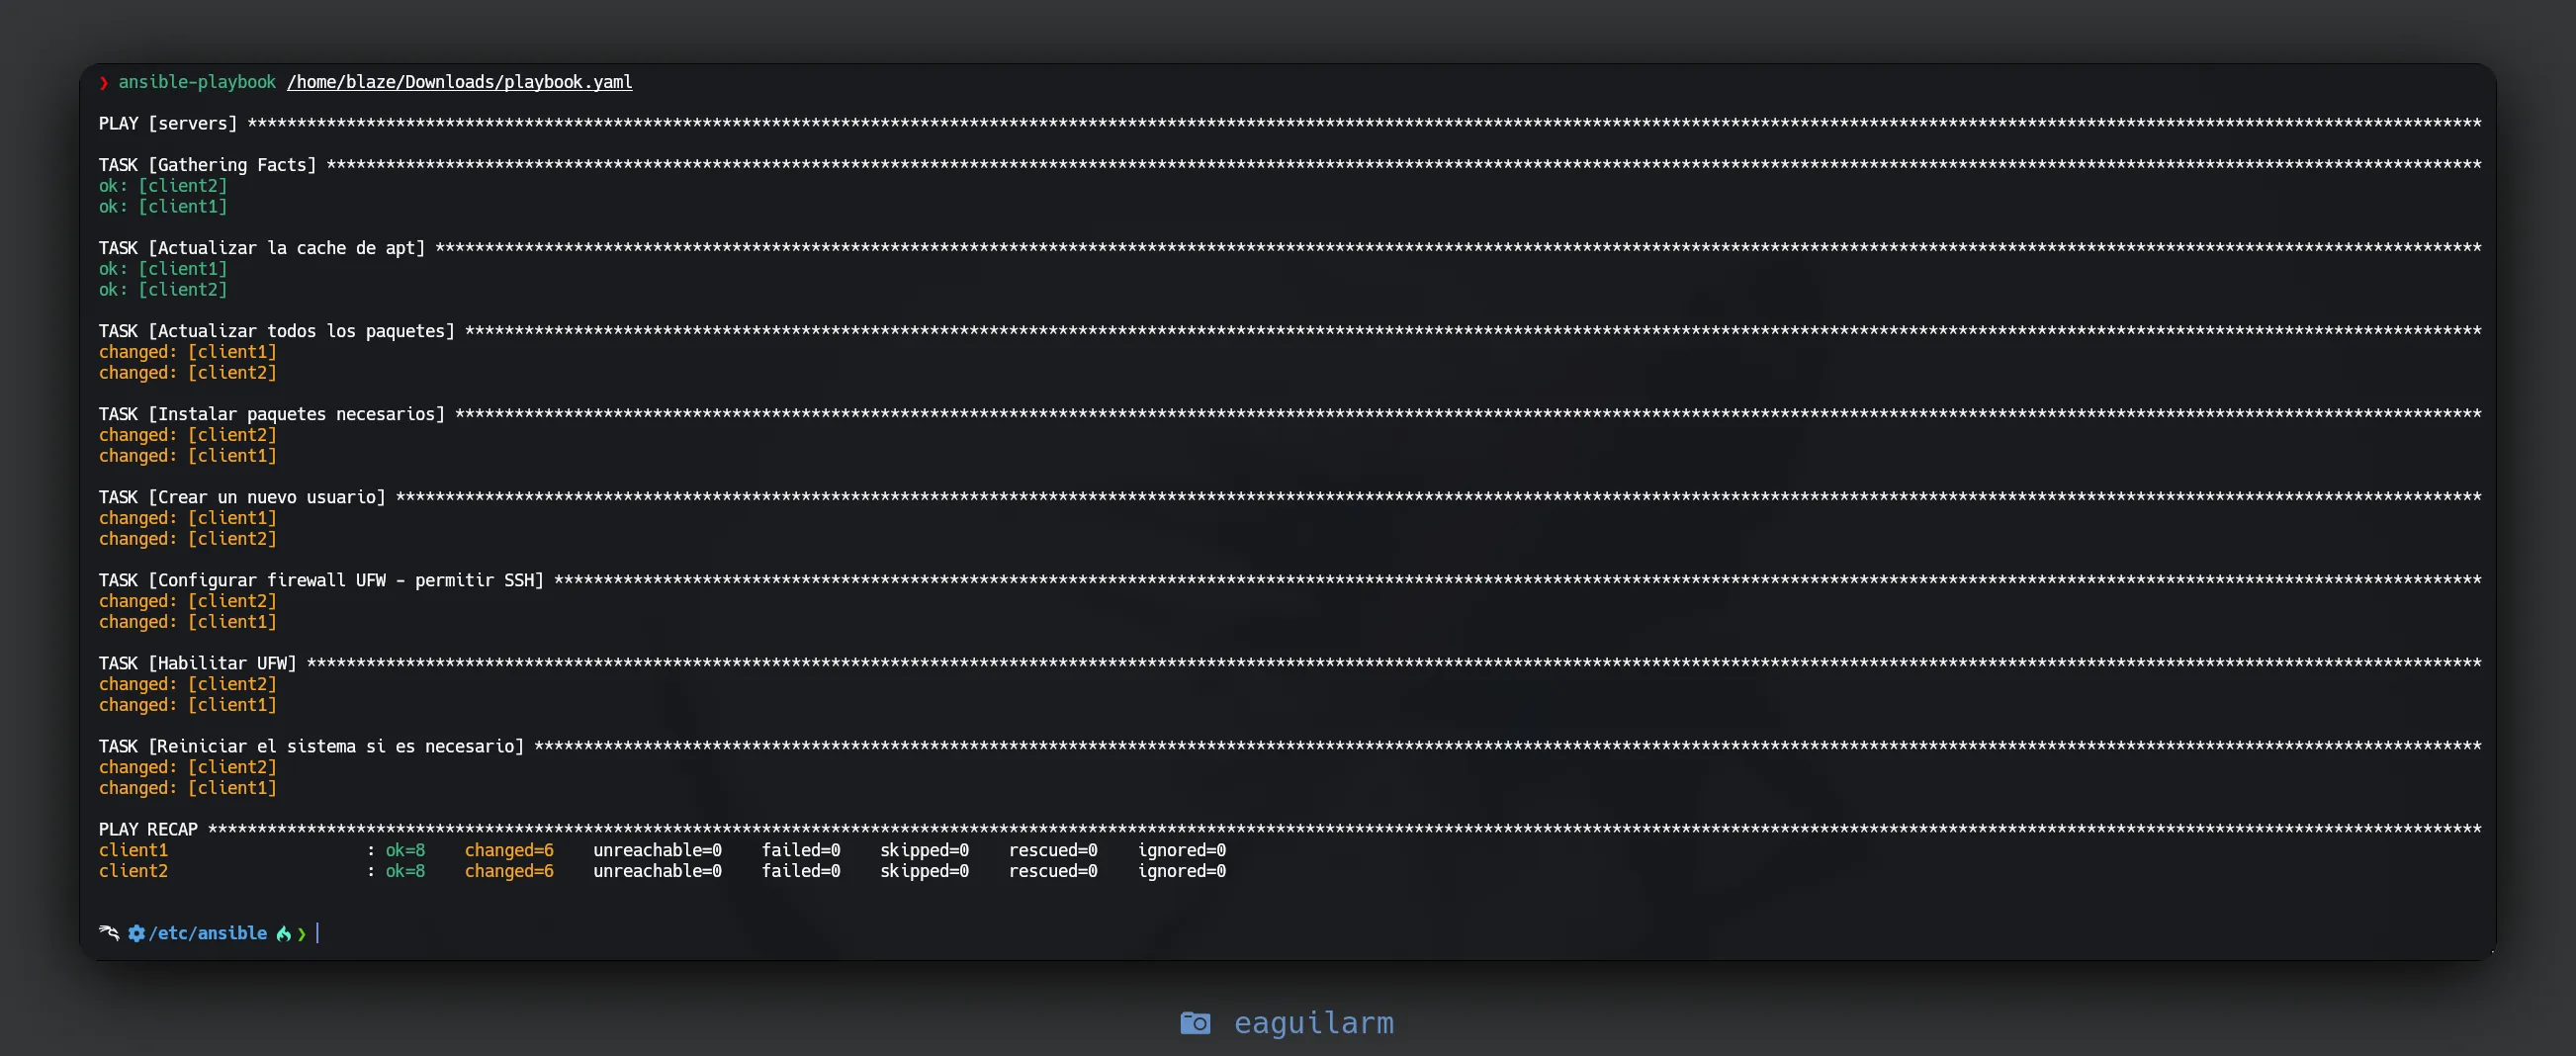 ❯ ansible-playbook /home/blaze/Downloads/playbook.yaml
PLAY [servers] ****************************************************************************************************************************************************************************************************************************------
TASK [Gathering Facts] ***************************************************************************************************************************************************************************************************************************
ok: [client2]
ok: [client1]
TASK [Actualizar la cache de apt] ****************************************************************************************************************************************************************************************************************
ok: [client1]
ok: [client2]
TASK [Actualizar todos los paquetes] *************************************************************************************************************************************************************************************************************
changed: [client1]
changed: [client2]
TASK [Instalar paquetes necesarios] **************************************************************************************************************************************************************************************************************
changed: [client2]
changed: [client1]
TASK [Crear un nuevo usuario] ********************************************************************************************************************************************************************************************************************
changed: [client1]
changed: [client2]
TASK [Configurar firewall UFW - permitir SSH] ****************************************************************************************************************************************************************************************************
changed: [client2]
changed: [client1]
TASK [Habilitar UFW] *****************************************************************************************************************************************************************************************************************************
changed: [client2]
changed: [client1]
TASK [Reiniciar el sistema si es necesario] ******************************************************************************************************************************************************************************************************
changed: [client2]
changed: [client1]
PLAY RECAP ***************************************************************************************************************************************************************************************************************************************
client1                    : ok=8    changed=6    unreachable=0    failed=0    skipped=0    rescued=0    ignored=0
client2                    : ok=8    changed=6    unreachable=0    failed=0    skipped=0    rescued=0    ignored=0
/etc/ansible ❯
eaguilarm